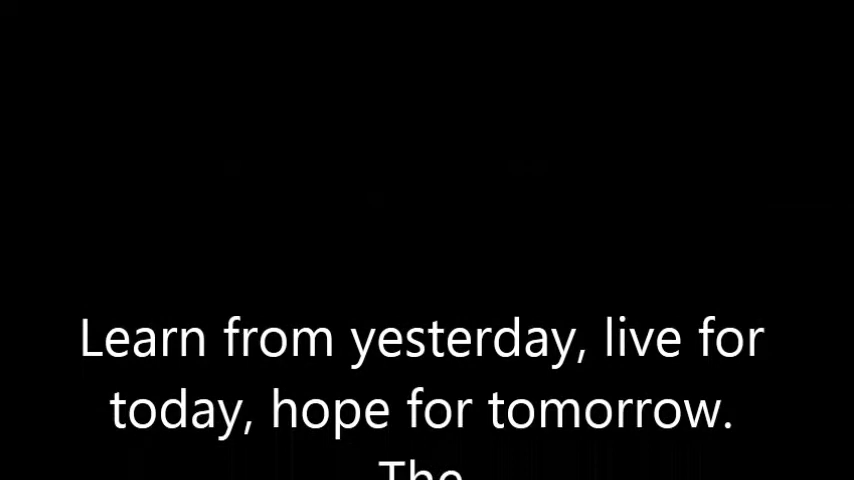 Learn from yesterday, live for
today, hope for tomorrow.
The